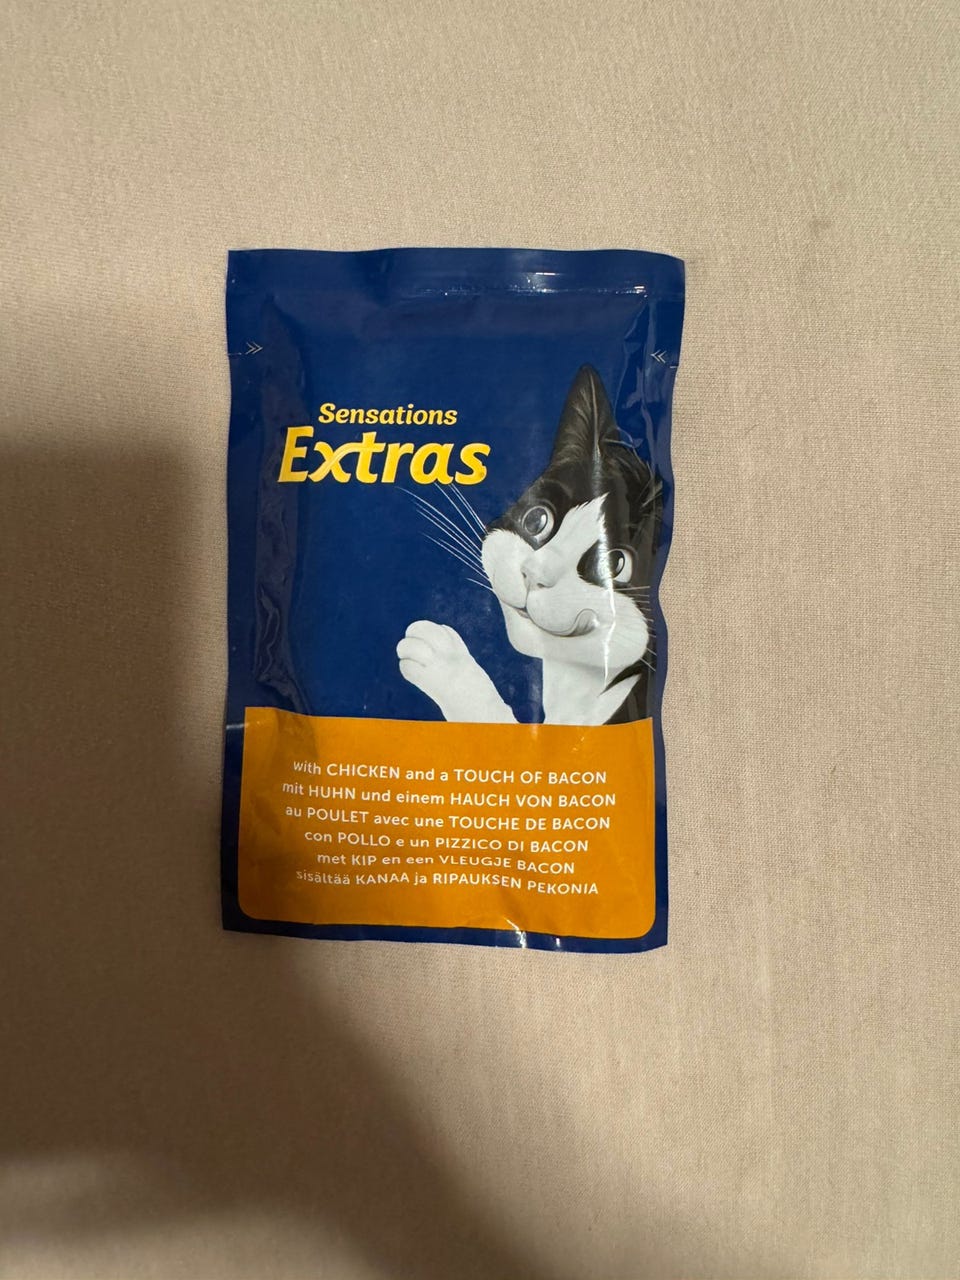 Sensations
Extras
with CHICKEN and a TOUCH OF BACON
mit HUHN und einem HAUCH VON BACON
au POULET avec une TOUCHE DE BACON
con POLLO e un PIZZICO DI BACON
met KIP en een VLEUGJE BACON
sisältää KANAA ja RIPAUKSEN PEKONIA